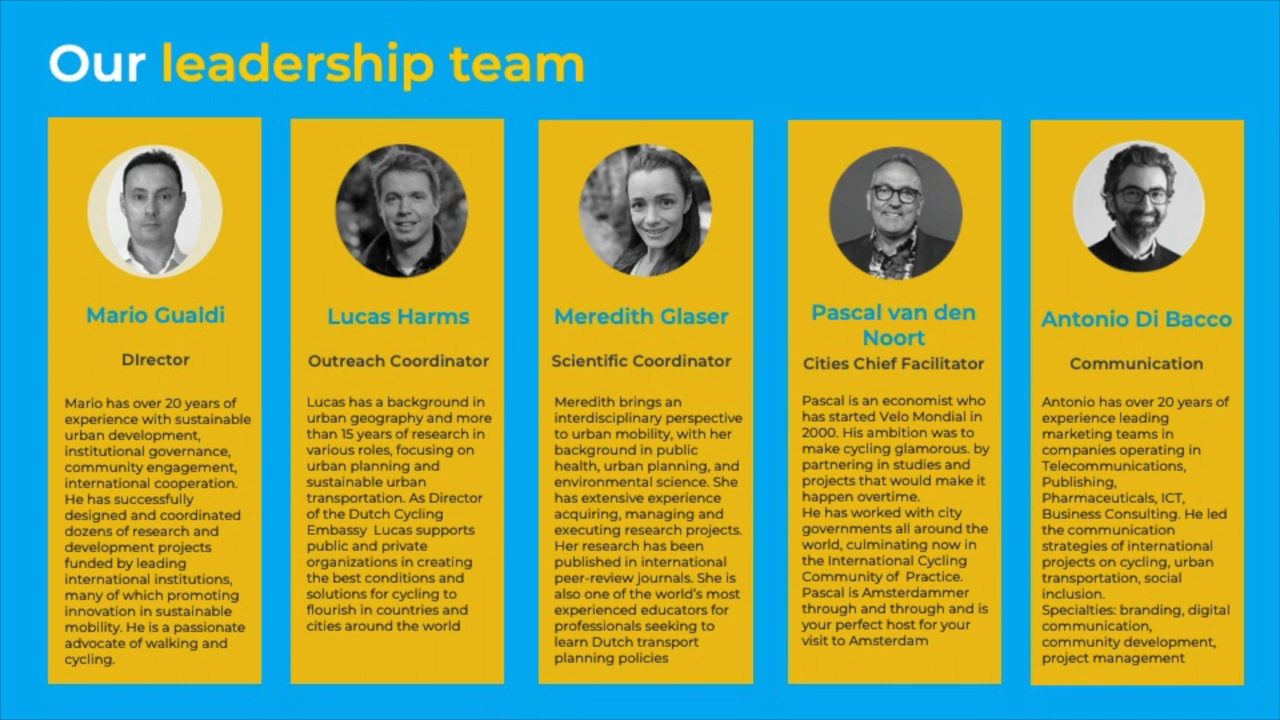 Our leadership team
Mario Gualdi
DIrector
Mario has over 20 years of
experience with sustainable
urban development,
institutional governance,
community engagement,
international cooperation.
He has successfully
designed and coordinated
dozens of research and
development projects
funded by leading
international institutions,
many of which promoting
innovation in sustainable
mobility. He is a passionate
advocate of walking and
cycling.
Lucas Harms
Outreach Coordinator
Lucas has a background in
urban geography and more
than 15 years of research in
various roles, focusing on
urban planning and
sustainable urban
transportation. As Director
of the Dutch Cycling
Embassy  Lucas supports
public and private
organizations in creating
the best conditions and
solutions for cycling to
flourish in countries and
cities around the world
Meredith Glaser
Scientific Coordinator
Meredith brings an
interdisciplinary perspective
to urban mobility, with her
background in public
health, urban planning, and
environmental science. She
has extensive experience
acquiring, managing and
executing research projects.
Her research has been
published in international
peer-review journals. She is
also one of the world's most
experienced educators for
professionals seeking to
learn Dutch transport
planning policies
Pascal van den
Noort
Cities Chief Facilitator
Pascal is an economist who
has started Velo Mondial in
2000. His ambition was to
make cycling glamorous. by
partnering in studies and
projects that would make it
happen overtime.
He has worked with city
governments all around the
world, culminating now in
the International Cycling
Community of  Practice.
Pascal is Amsterdammer
through and through and is
your perfect host for your
visit to Amsterdam
Antonio Di Bacco
Communication
Antonio has over 20 years of
experience leading
marketing teams in
companies operating in
Telecommunications,
Publishing,
Pharmaceuticals, ICT,
Business Consulting. He led
the communication
strategies of international
projects on cycling, urban
transportation, social
inclusion.
Specialties: branding, digital
communication,
community development,
project management